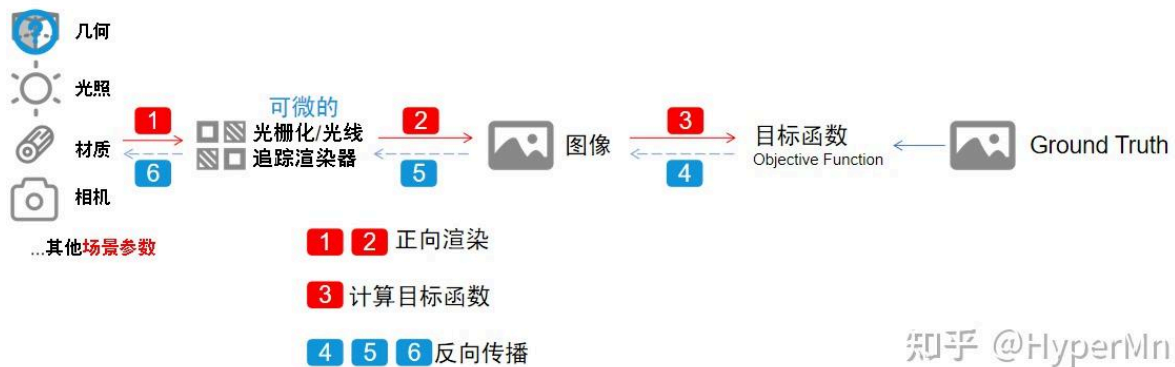 几何
光照
材质
相机
...其他场景参数
1
6
可微的
光栅化/光线
追踪渲染器
2
5
图像
3
4
目标函数
Objective Function
Ground Truth
1 2 正向渲染
3 计算目标函数
4 5 6 反向传播
知乎 @HyperMn